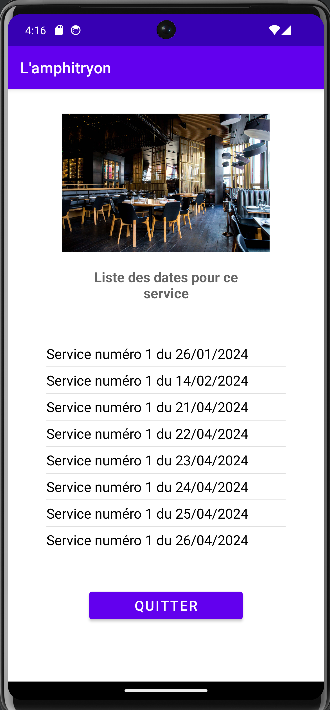 4:16
L'amphitryon
Liste des dates pour ce
service
Service numéro 1 du 26/01/2024
Service numéro 1 du 14/02/2024
Service numéro 1 du 21/04/2024
Service numéro 1 du 22/04/2024
Service numéro 1 du 23/04/2024
Service numéro 1 du 24/04/2024
Service numéro 1 du 25/04/2024
Service numéro 1 du 26/04/2024
QUITTER